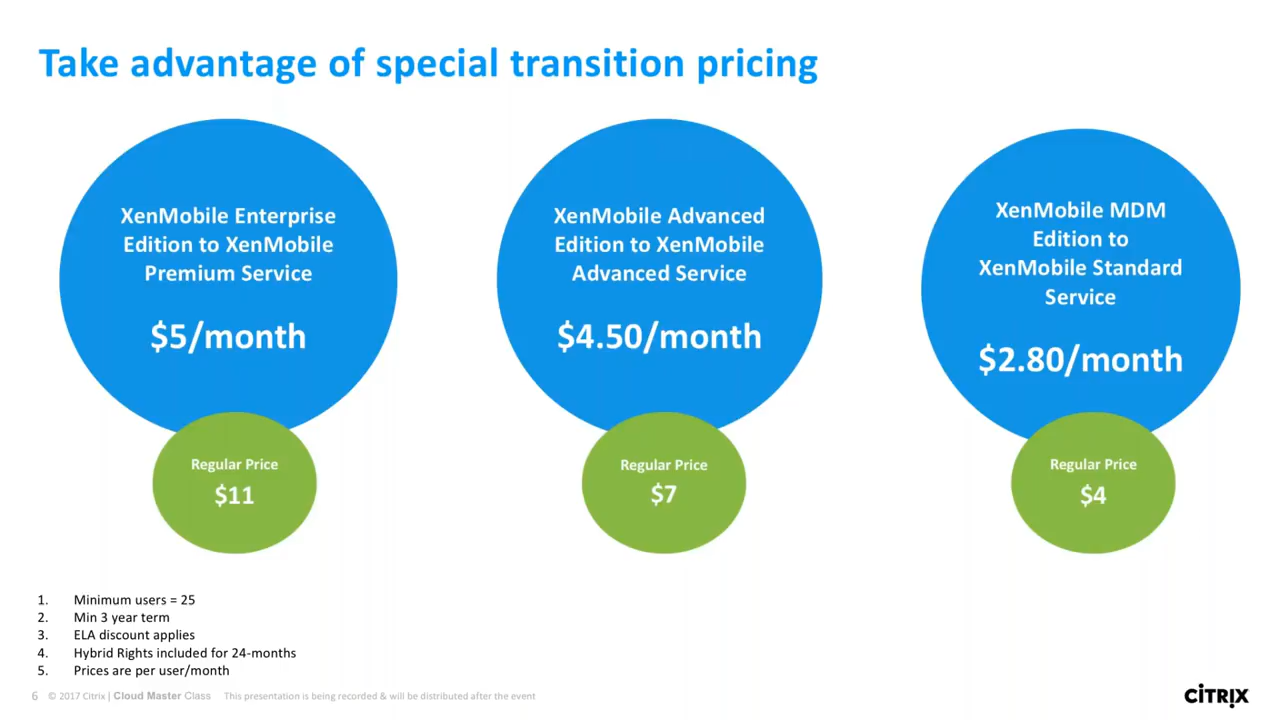 Take advantage of special transition pricing
XenMobile Enterprise
Edition to XenMobile
Premium Service
$5/month
Regular Price
$11
XenMobile Advanced
Edition to XenMobile
Advanced Service
$4.50/month
Regular Price
$7
XenMobile MDM
Edition to
XenMobile Standard
Service
$2.80/month
Regular Price
$4
1. Minimum users = 25
2. Min 3 year term
3. ELA discount applies
4. Hybrid Rights included for 24-months
5. Prices are per user/month
6 © 2017 Citrix | Cloud Master Class This presentation is being recorded & will be distributed after the event
CITRIX